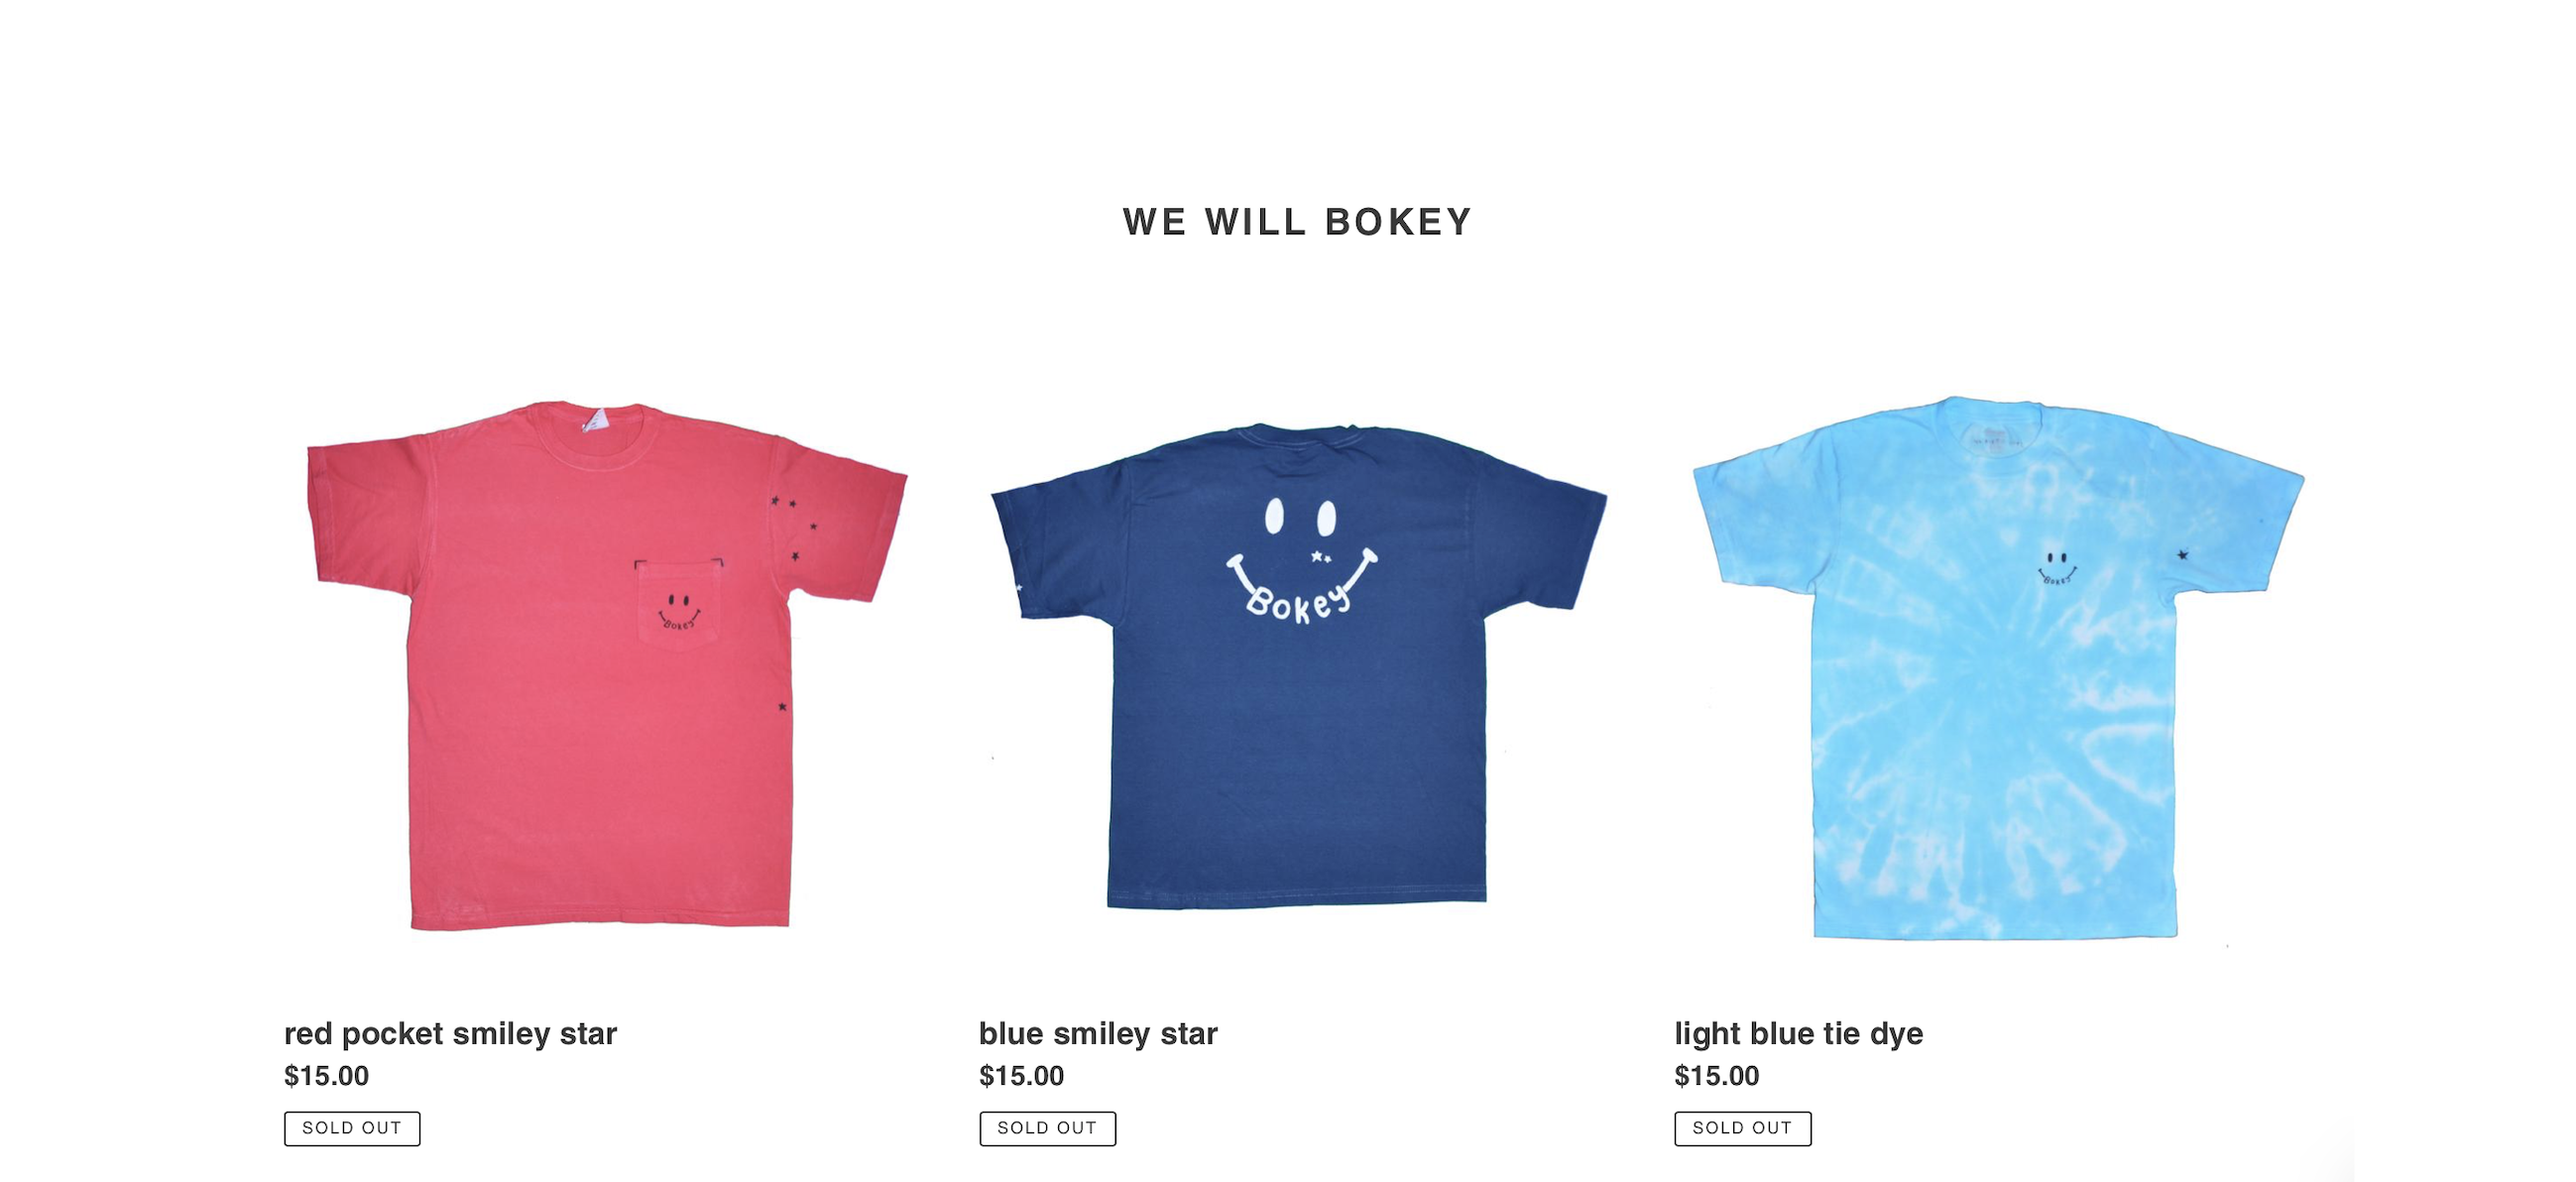 WE WILL BOKEY
Bokey
Bokey
Bokey
red pocket smiley star
$15.00
SOLD OUT
blue smiley star
$15.00
SOLD OUT
light blue tie dye
$15.00
SOLD OUT